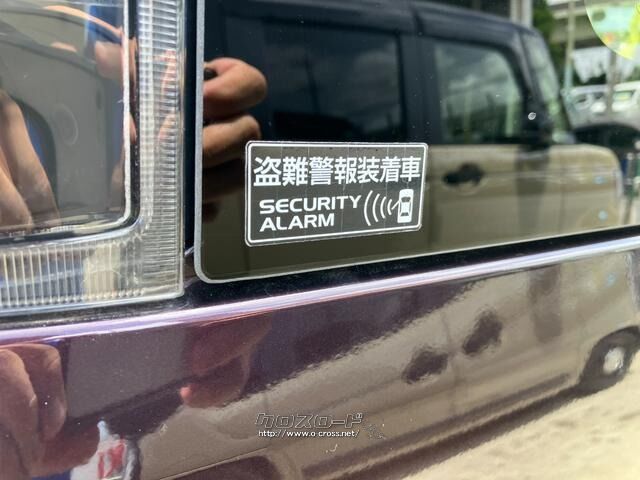 盗難警報装着車
SECURITY
ALARM
クロスロード
http://www.o-cross.net/